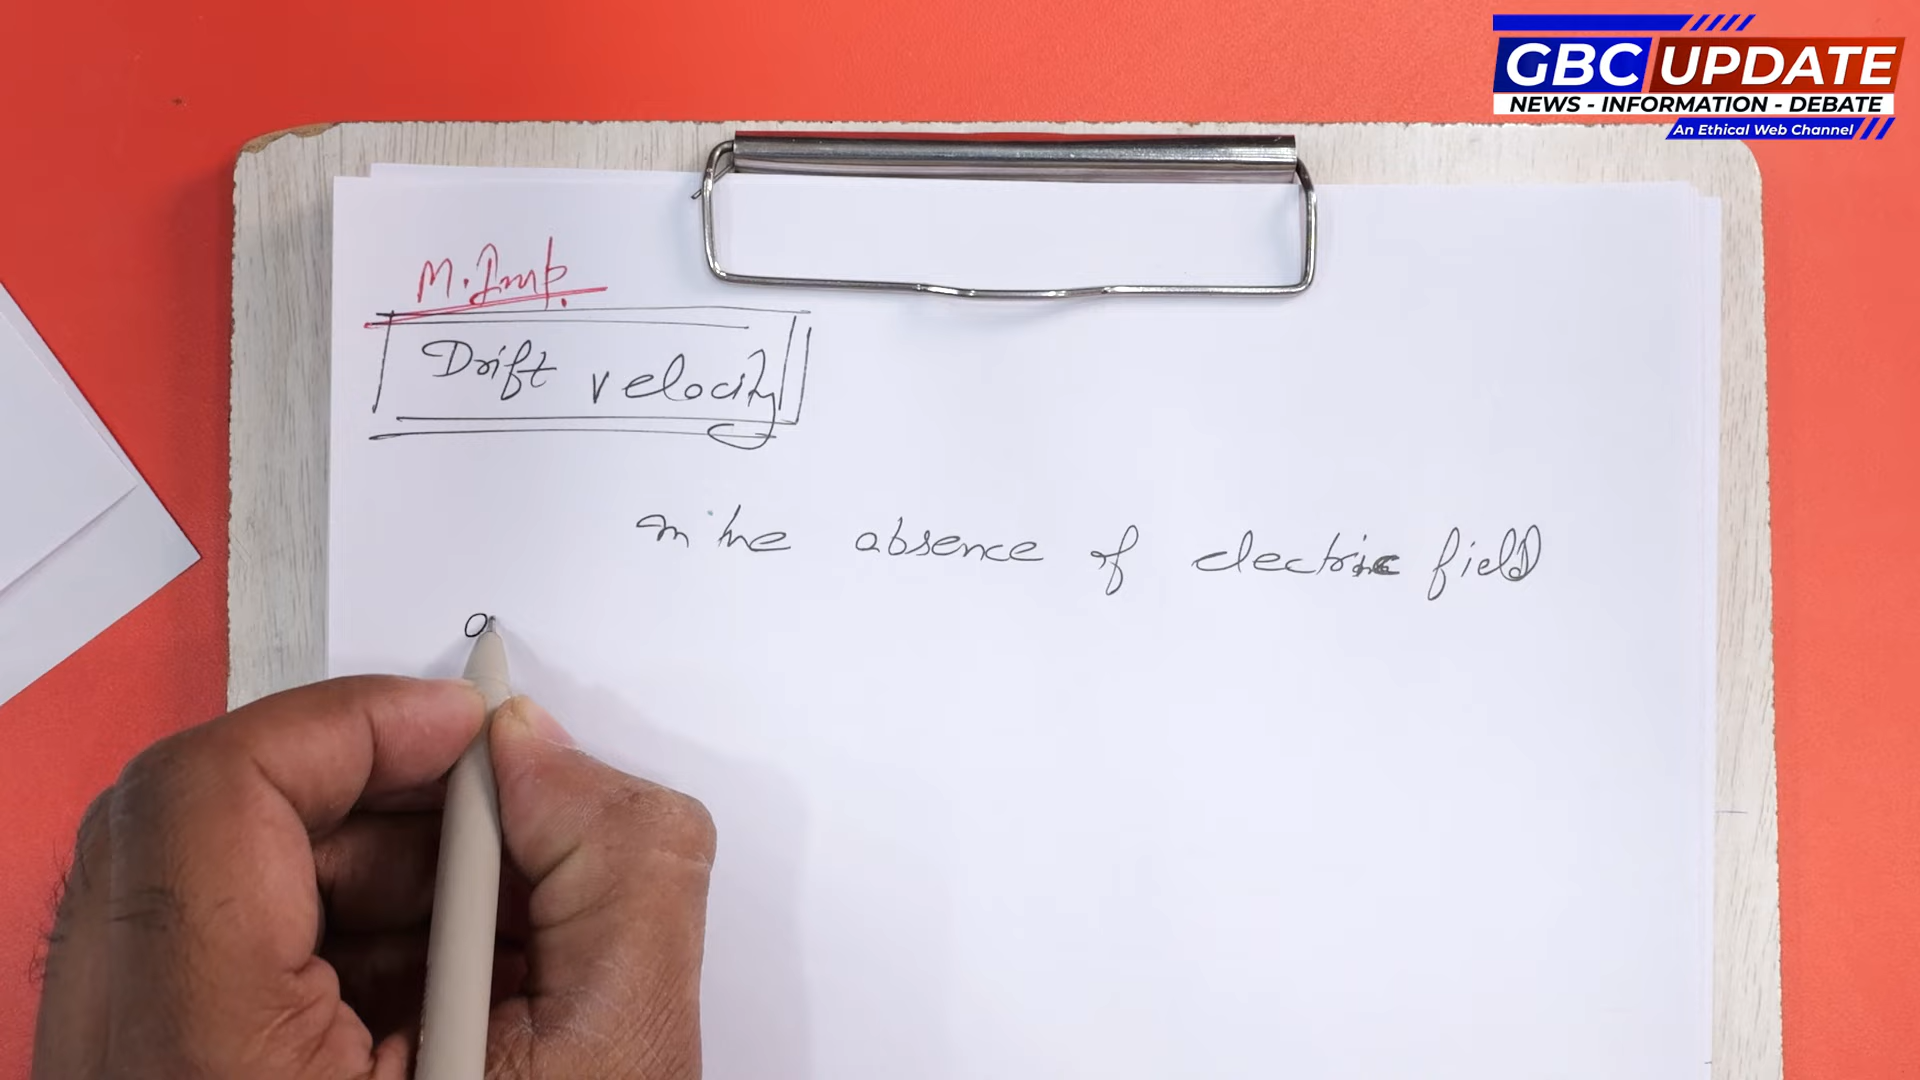 GBC UPDATE
NEWS - INFORMATION - DEBATE
An Ethical Web Channel
M. Imp.
Drift velocity
In the absence of electric field